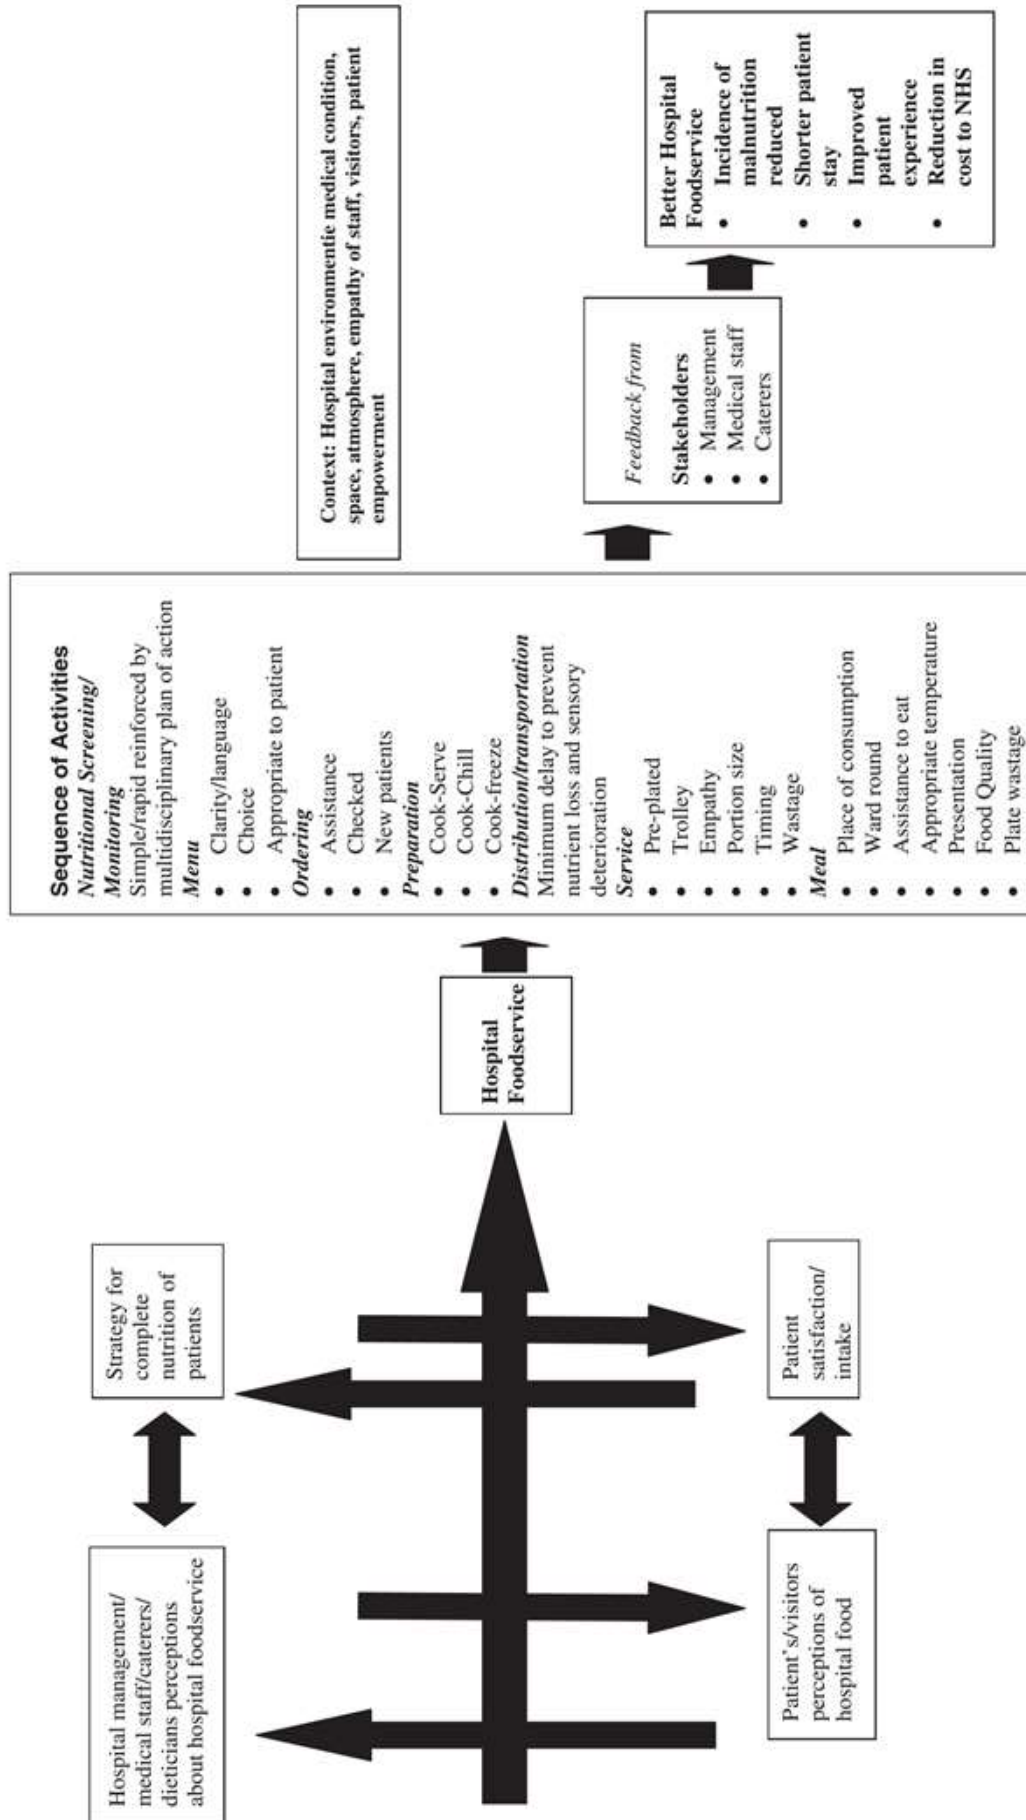 Hospital management/
medical staff/caterers/
dieticians perceptions
about hospital foodservice
Strategy for
complete
nutrition of
patients
Patient's/visitors
perceptions of
hospital food
Patient
satisfaction/
intake
Hospital
Foodservice
Sequence of Activities
Nutritional Screening/
Monitoring
Simple/rapid reinforced by
multidisciplinary plan of action
Menu
• Clarity/language
• Choice
• Appropriate to patient
Ordering
• Assistance
• Checked
• New patients
Preparation
• Cook-Serve
• Cook-Chill
• Cook-freeze
Distribution/transportation
Minimum delay to prevent
nutrient loss and sensory
deterioration
Service
• Pre-plated
• Trolley
• Empathy
• Portion size
• Timing
• Wastage
Meal
• Place of consumption
• Ward round
• Assistance to eat
• Appropriate temperature
• Presentation
• Food Quality
• Plate wastage
Context: Hospital environmentie medical condition,
space, atmosphere, empathy of staff, visitors, patient
empowerment
Feedback from
Stakeholders
• Management
• Medical staff
• Caterers
Better Hospital
Foodservice
• Incidence of
malnutrition
reduced
• Shorter patient
stay
• Improved
patient
experience
• Reduction in
cost to NHS